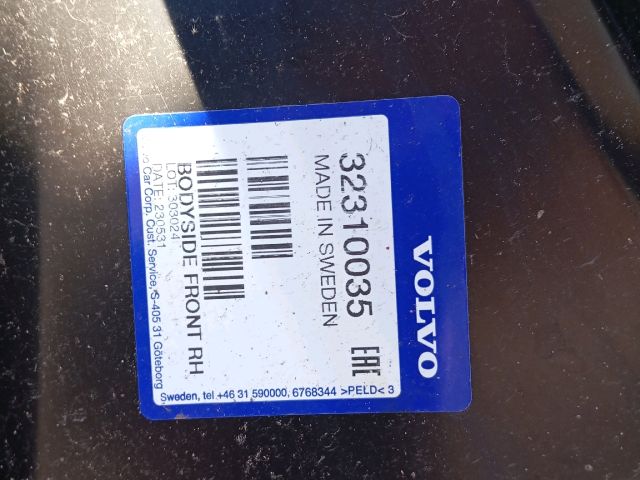 VOLVO
32310035 EAC
MADE IN SWEDEN
BODYSIDE FRONT RH
LOT: 303024
DATE: 230531
Car Corp. Cust. Service, S-405 31 Göteborg
Sweden, tel +46 31 590000, 6768344 >PELD< 3